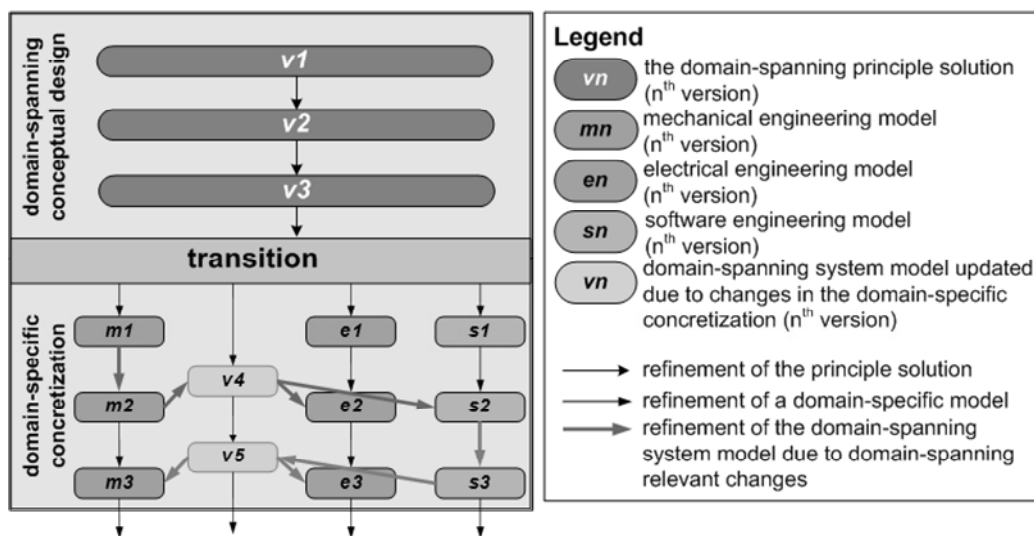 domain-spanning
conceptual design
v1
v2
v3
transition
domain-specific
concretization
m1
e1
s1
v4
m2
e2
s2
v5
m3
e3
s3
Legend
vn
the domain-spanning principle solution
(nth version)
mn
mechanical engineering model
(nth version)
en
electrical engineering model
(nth version)
sn
software engineering model
(nth version)
vn
domain-spanning system model updated
due to changes in the domain-specific
concretization (nth version)
refinement of the principle solution
refinement of a domain-specific model
refinement of the domain-spanning
system model due to domain-spanning
relevant changes